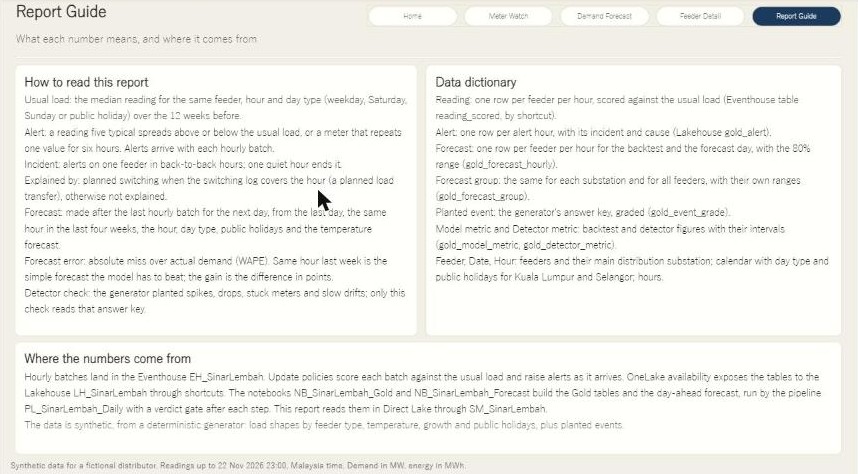 Report Guide
Home
Meter Watch
Demand Forecast
Feeder Detail
Report Guide
What each number means, and where it comes from
How to read this report
Usual load: the median reading for the same feeder, hour and day type (weekday, Saturday,
Sunday or public holiday) over the 12 weeks before.
Alert: a reading five typical spreads above or below the usual load, or a meter that repeats
one value for six hours. Alerts arrive with each hourly batch.
Incident: alerts on one feeder in back-to-back hours; one quiet hour ends it.
Explained by: planned switching when the switching log covers the hour (a planned load
transfer), otherwise not explained.
Forecast: made after the last hourly batch for the next day, from the last day, the same
hour in the last four weeks, the hour, day type, public holidays and the temperature
forecast.
Forecast error: absolute miss over actual demand (WAPE). Same hour last week is the
simple forecast the model has to beat; the gain is the difference in points.
Detector check: the generator planted spikes, drops, stuck meters and slow drifts; only this
check reads that answer key.
Data dictionary
Reading: one row per feeder per hour, scored against the usual load (Eventhouse table
reading_scored, by shortcut).
Alert: one row per alert hour, with its incident and cause (Lakehouse gold_alert).
Forecast: one row per feeder per hour for the backtest and the forecast day, with the 80%
range (gold_forecast_hourly).
Forecast group: the same for each substation and for all feeders, with their own ranges
(gold_forecast_group).
Planted event: the generator's answer key, graded (gold_event_grade).
Model metric and Detector metric: backtest and detector figures with their intervals
(gold_model_metric, gold_detector_metric).
Feeder, Date, Hour: feeders and their main distribution substation; calendar with day type and
public holidays for Kuala Lumpur and Selangor; hours.
Where the numbers come from
Hourly batches land in the Eventhouse EH_SinarLembah. Update policies score each batch against the usual load and raise alerts as it arrives. OneLake availability exposes the tables to the
Lakehouse LH_SinarLembah through shortcuts. The notebooks NB_SinarLembah_Gold and NB_SinarLembah_Forecast build the Gold tables and the day-ahead forecast, run by the pipeline
PL_SinarLembah_Daily with a verdict gate after each step. This report reads them in Direct Lake through SM_SinarLembah.
The data is synthetic, from a deterministic generator: load shapes by feeder type, temperature, growth and public holidays, plus planted events.
Synthetic data for a fictional distributor. Readings up to 22 Nov 2026 23:00, Malaysia time. Demand in MW, energy in MWh.